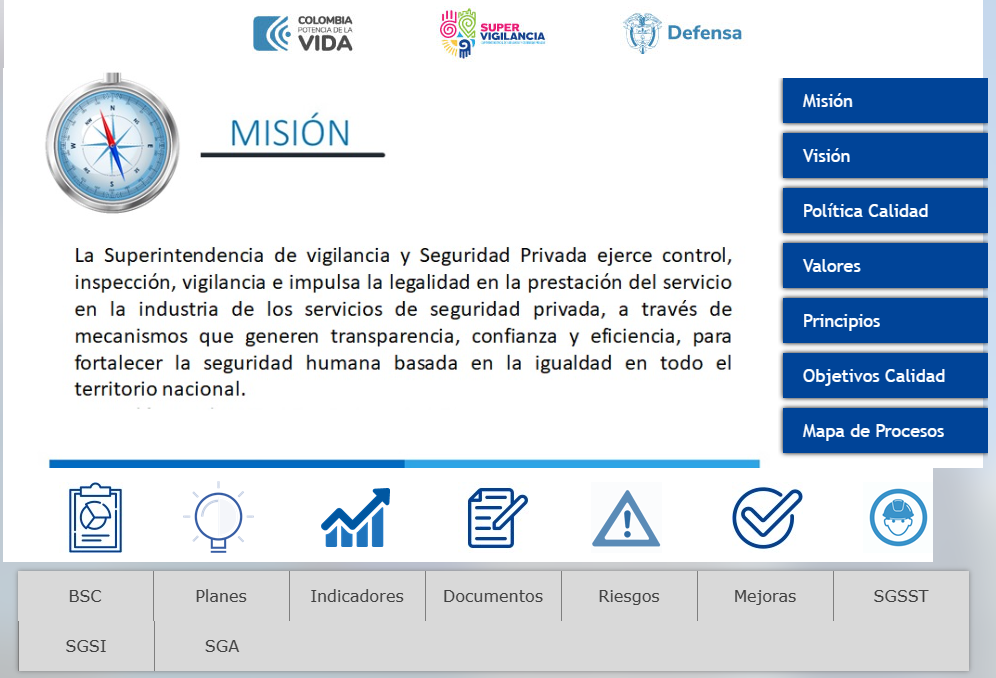 COLOMBIA
POTENCIA DE LA
VIDA
SUPER
VIGILANCIA
Defensa
MISIÓN
N
E
S
W
La Superintendencia de vigilancia y Seguridad Privada ejerce control,
inspección, vigilancia e impulsa la legalidad en la prestación del servicio
en la industria de los servicios de seguridad privada, a través de
mecanismos que generen transparencia, confianza y eficiencia, para
fortalecer la seguridad humana basada en la igualdad en todo el
territorio nacional.
Misión
Visión
Política Calidad
Valores
Principios
Objetivos Calidad
Mapa de Procesos
BSC
Planes
Indicadores
Documentos
Riesgos
Mejoras
SGSST
SGSI
SGA